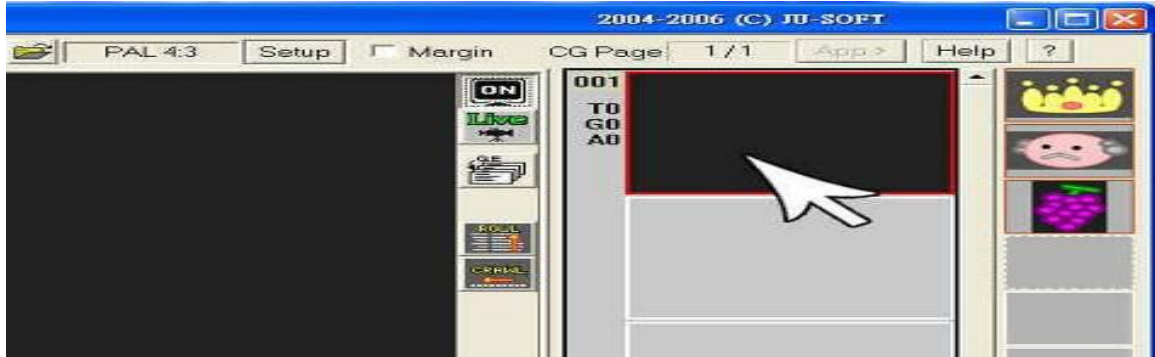 2004-2006 (C) JU-SOFT
PAL 4:3 Setup Margin CG Page: 1/1 App > Help ?
ON
001
Live
T0
G0
A0
ROLL
CRAWL